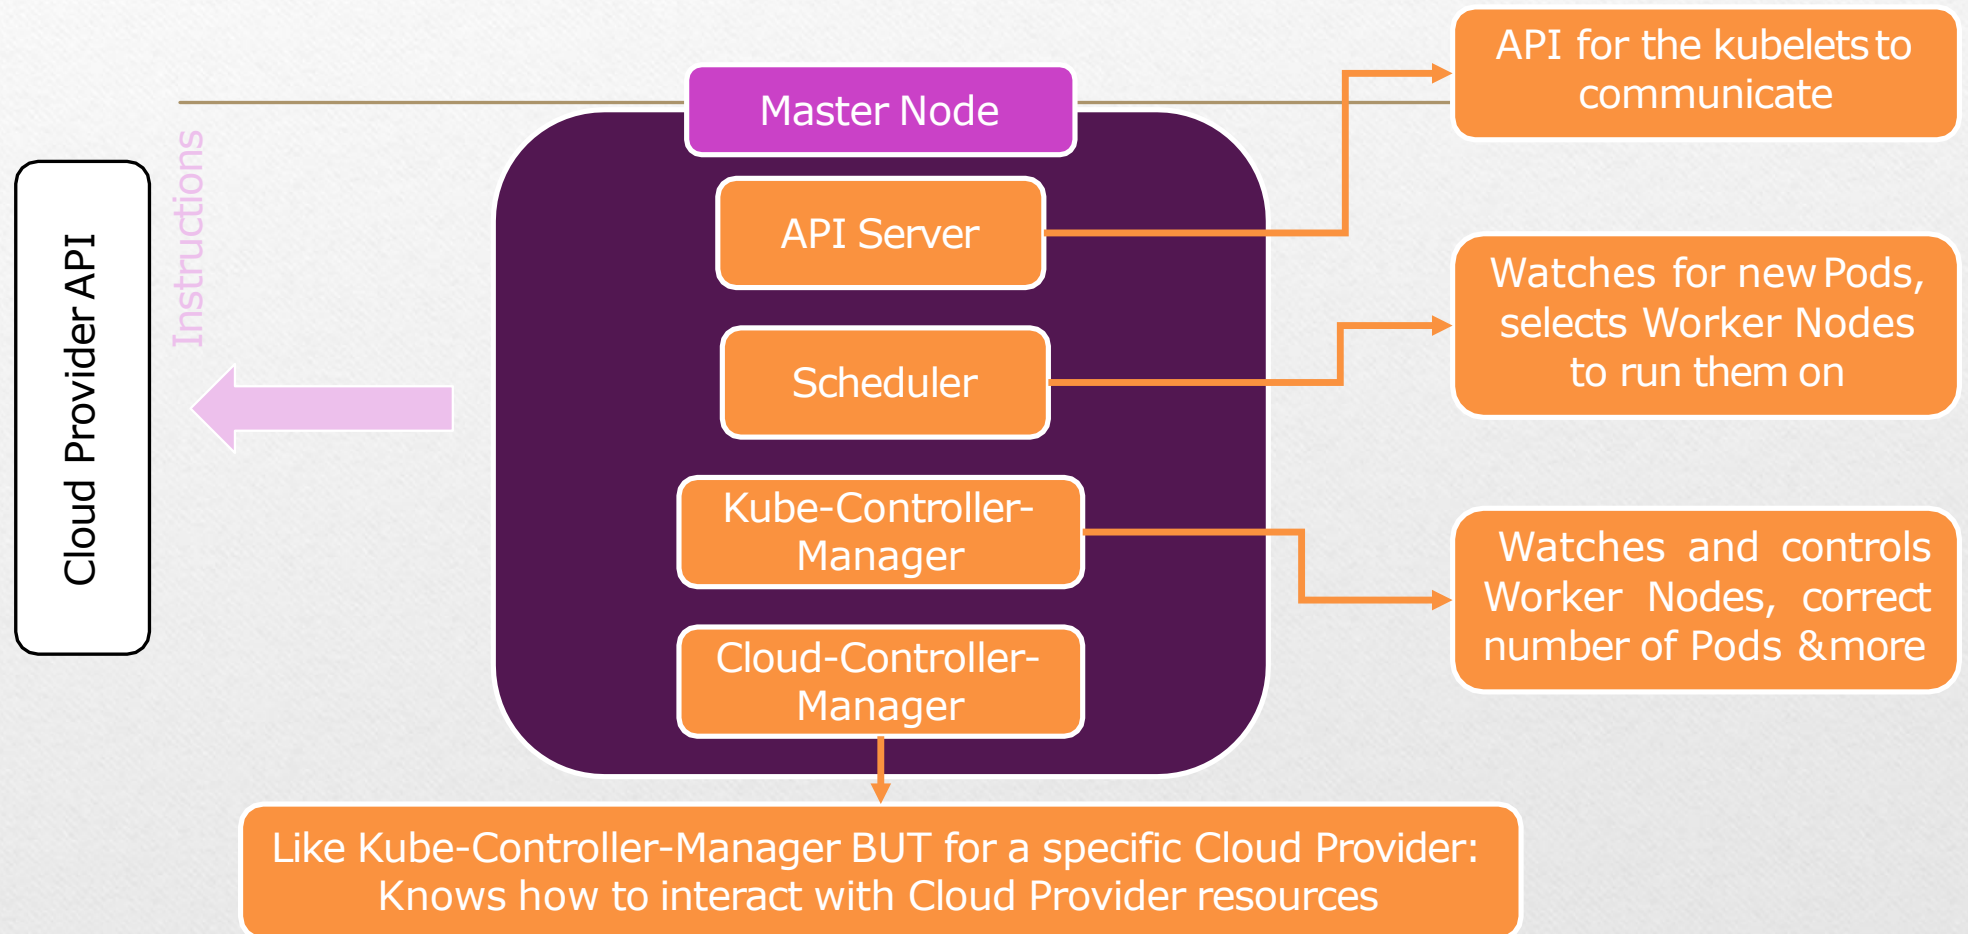 API for the kubelets to
communicate
Master Node
Instructions
Cloud Provider API
API Server
Watches for new Pods,
selects Worker Nodes
to run them on
Scheduler
Kube-Controller-
Manager
Watches and controls
Worker Nodes, correct
number of Pods &more
Cloud-Controller-
Manager
Like Kube-Controller-Manager BUT for a specific Cloud Provider:
Knows how to interact with Cloud Provider resources